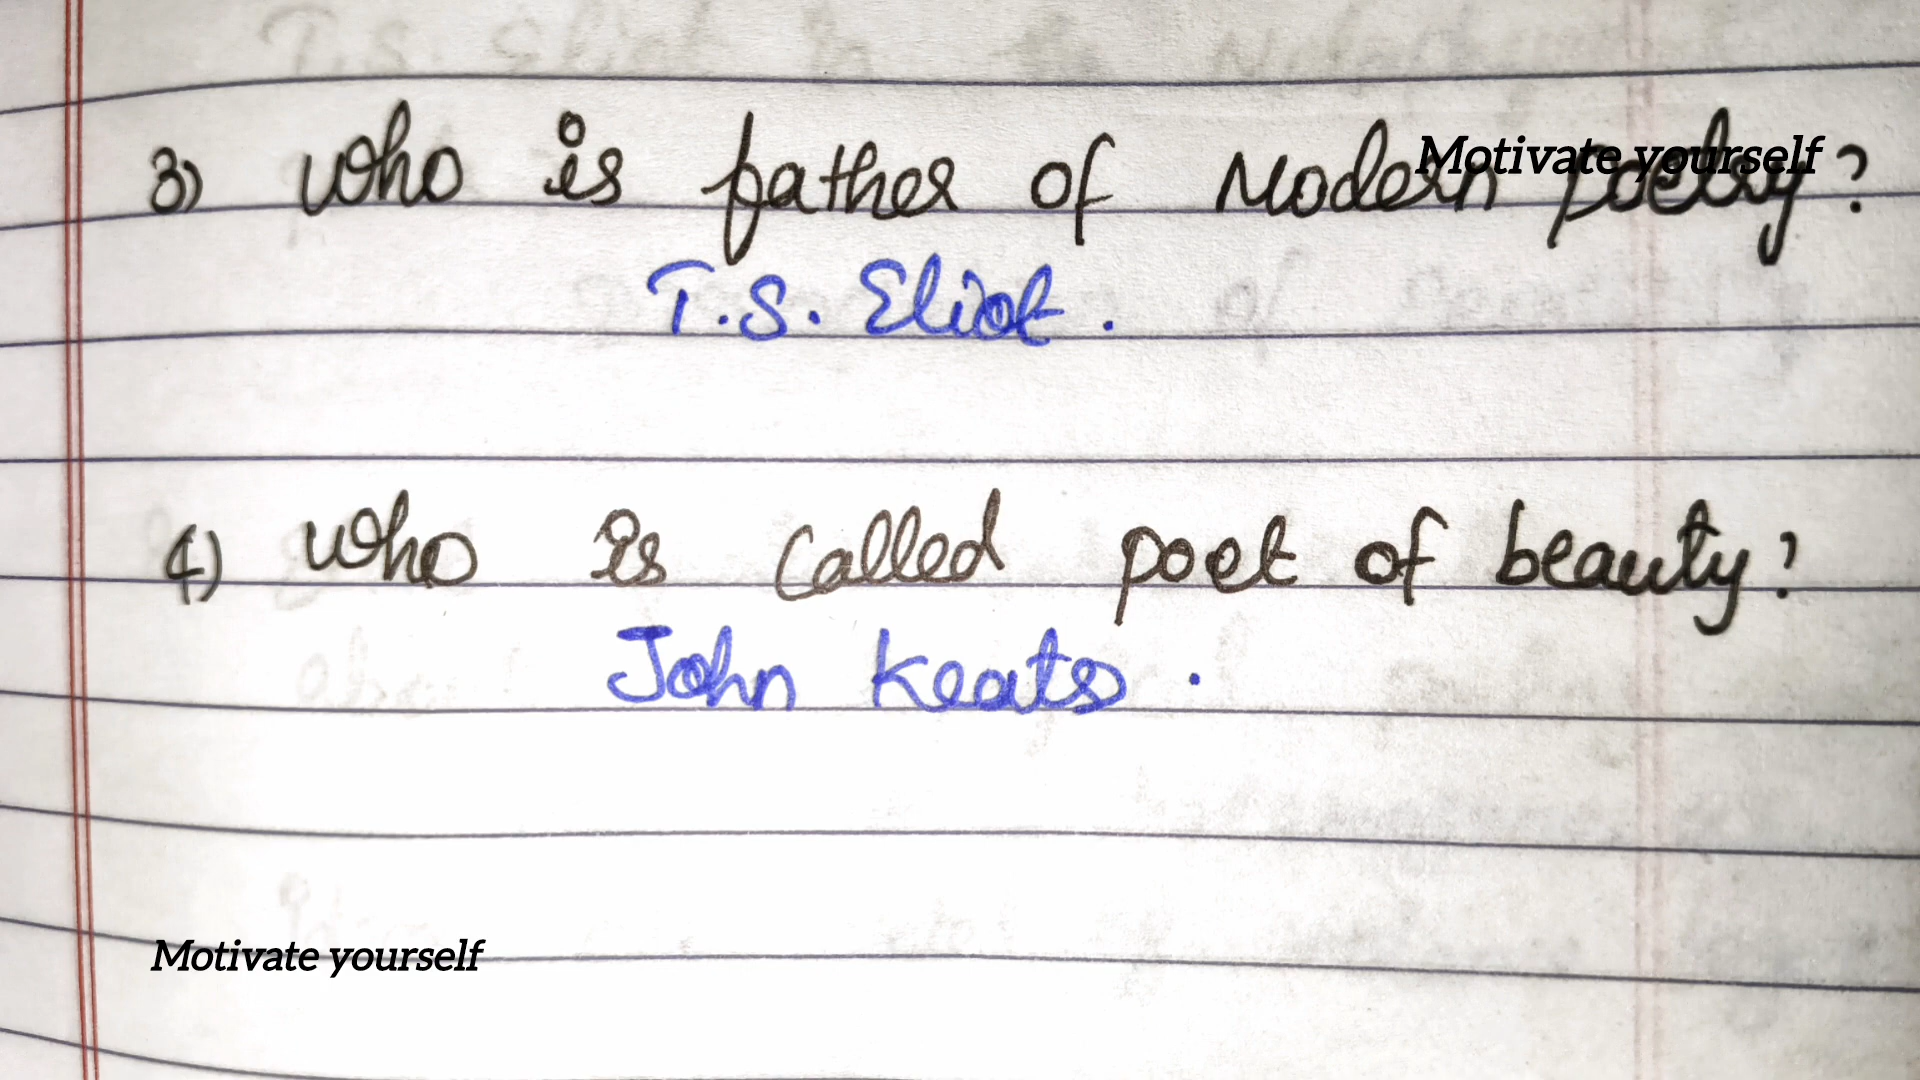 3) Who is father of Modern poetry?
Motivate yourself
T.S. Eliot.
4) Who is called poet of beauty?
John Keats.
Motivate yourself